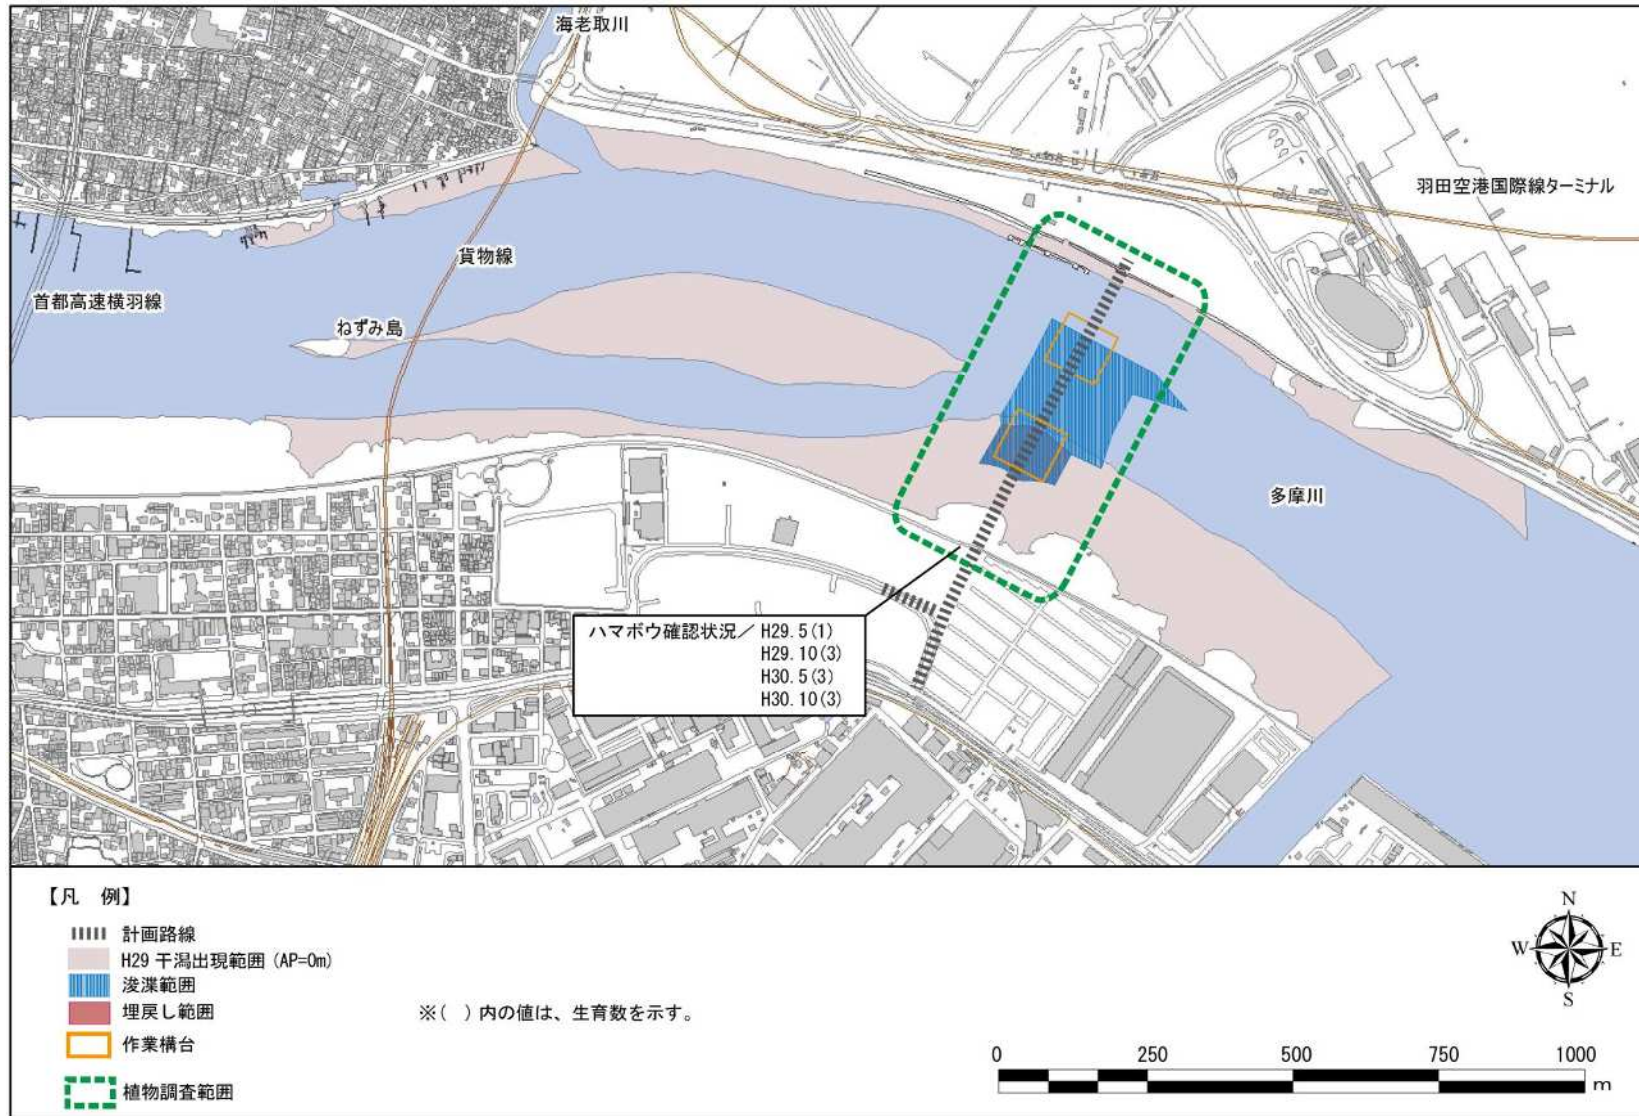 海老取川
羽田空港国際線ターミナル
貨物線
首都高速横羽線
ねずみ島
多摩川
ハマボウ確認状況／ H29.5(1)
H29.10(3)
H30.5(3)
H30.10(3)
【凡 例】
計画路線
H29 干潟出現範囲 (AP=0m)
浚渫範囲
埋戻し範囲
※( )内の値は、生育数を示す。
作業構台
植物調査範囲
N
W E
S
0 250 500 750 1000
m